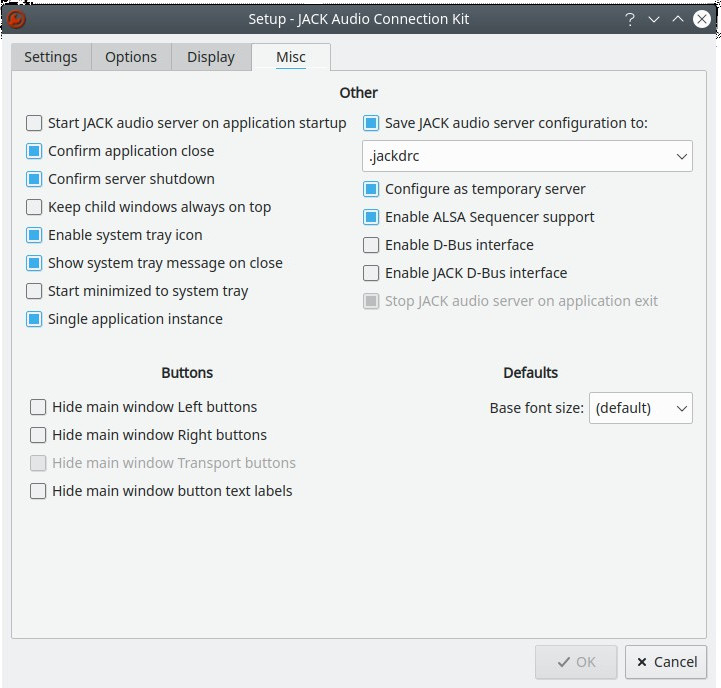 Setup - JACK Audio Connection Kit
Settings
Options
Display
Misc
Other
Start JACK audio server on application startup
Confirm application close
Confirm server shutdown
Keep child windows always on top
Enable system tray icon
Show system tray message on close
Start minimized to system tray
Single application instance
Save JACK audio server configuration to:
.jackdrc
Configure as temporary server
Enable ALSA Sequencer support
Enable D-Bus interface
Enable JACK D-Bus interface
Stop JACK audio server on application exit
Buttons
Hide main window Left buttons
Hide main window Right buttons
Hide main window Transport buttons
Hide main window button text labels
Defaults
Base font size: (default)
OK
Cancel